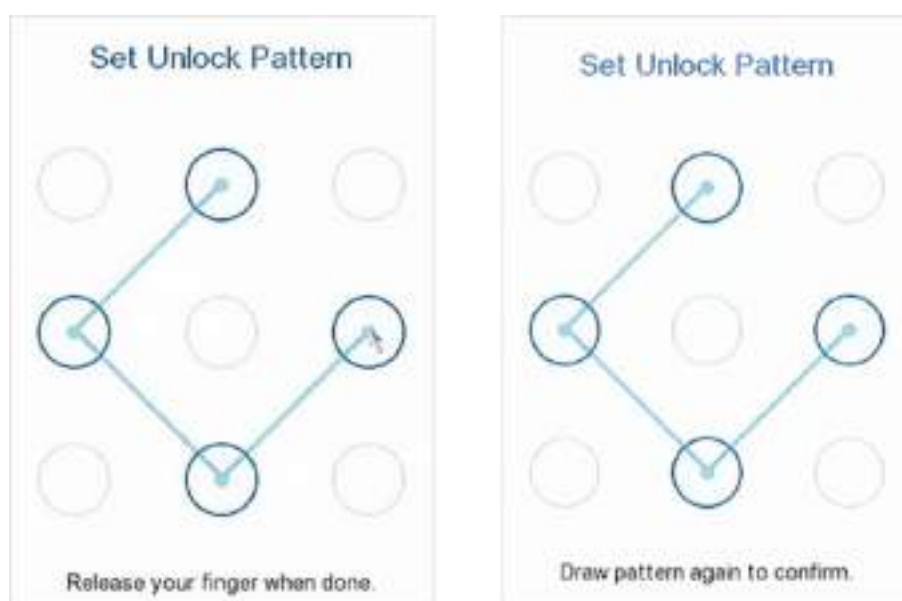 Set Unlock Pattern
Release your finger when done.
Set Unlock Pattern
Draw pattern again to confirm.